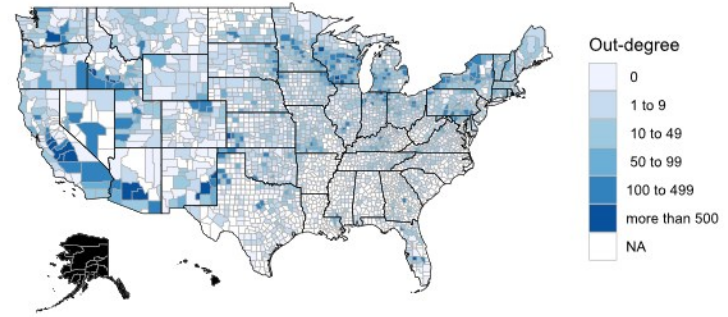 Out-degree
0
1 to 9
10 to 49
50 to 99
100 to 499
more than 500
NA